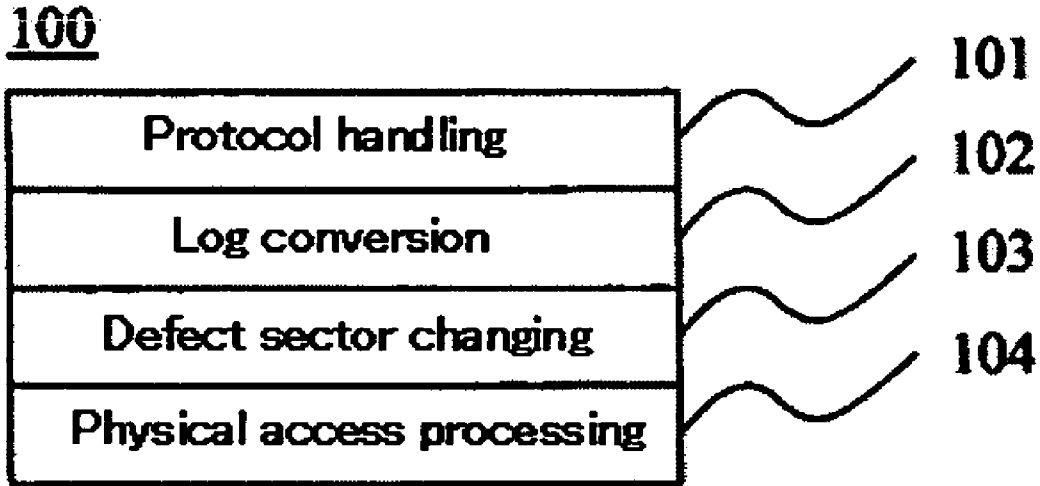 100
101
Protocol handling
102
Log conversion
103
Defect sector changing
104
Physical access processing